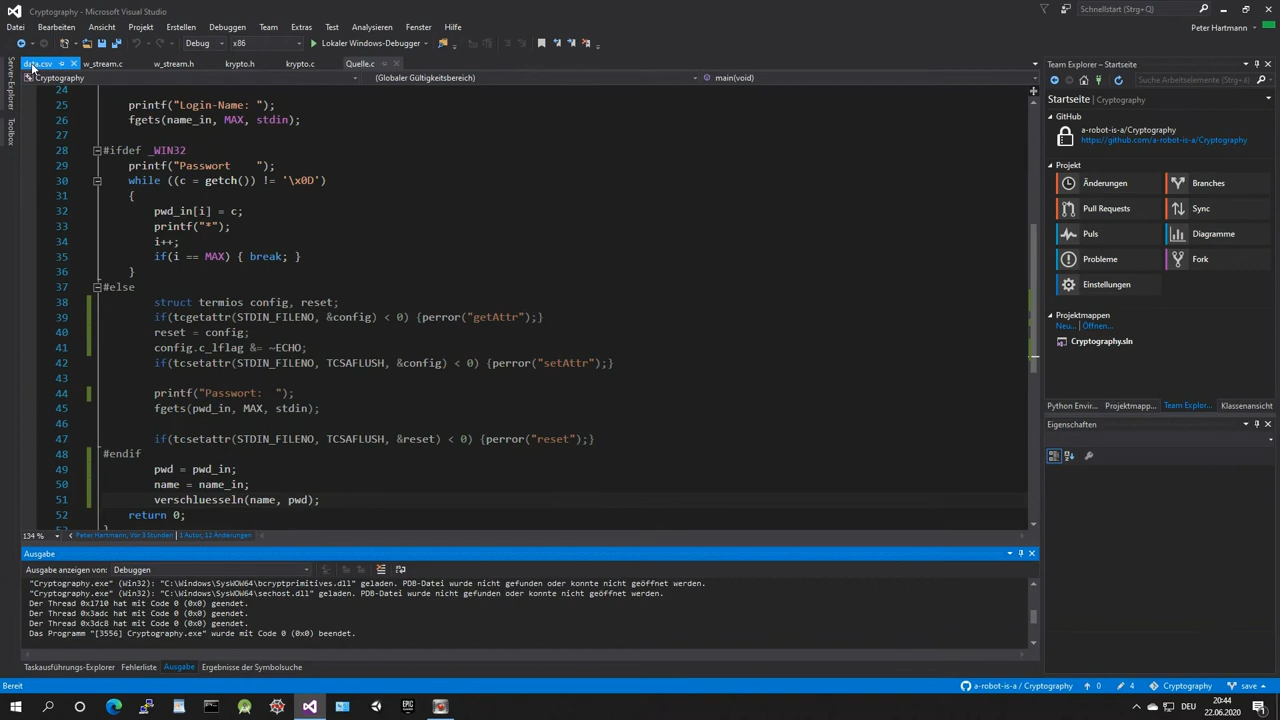 Cryptography - Microsoft Visual Studio
Schnellstart (Strg+Q)
Datei Bearbeiten Ansicht Projekt Erstellen Debuggen Team Extras Test Analysieren Fenster Hilfe
Peter Hartmann
Debug x86 Lokaler Windows-Debugger
data.csv w_stream.c w_stream.h krypto.h krypto.c Quelle.c
Cryptography (Globaler Gültigkeitsbereich) main(void)
Server-Explorer
Toolbox
24
25 printf("Login-Name: ");
26 fgets(name_in, MAX, stdin);
27
28 #ifdef _WIN32
29 printf("Passwort    ");
30 while ((c = getch()) != '\x0D')
31 {
32 pwd_in[i] = c;
33 printf("*");
34 i++;
35 if(i == MAX) { break; }
36 }
37 #else
38 struct termios config, reset;
39 if(tcgetattr(STDIN_FILENO, &config) < 0) {perror("getAttr");}
40 reset = config;
41 config.c_lflag &= ~ECHO;
42 if(tcsetattr(STDIN_FILENO, TCSAFLUSH, &config) < 0) {perror("setAttr");}
43
44 printf("Passwort:  ");
45 fgets(pwd_in, MAX, stdin);
46
47 if(tcsetattr(STDIN_FILENO, TCSAFLUSH, &reset) < 0) {perror("reset");}
48 #endif
49 pwd = pwd_in;
50 name = name_in;
51 verschluesseln(name, pwd);
52 return 0;
53 }
134 % Peter Hartmann, Vor 3 Stunden | 1 Autor, 12 Änderungen
Ausgabe
Ausgabe anzeigen von: Debuggen
"Cryptography.exe" (Win32): "C:\Windows\SysWOW64\bcryptprimitives.dll" geladen. PDB-Datei wurde nicht gefunden oder konnte nicht geöffnet werden.
"Cryptography.exe" (Win32): "C:\Windows\SysWOW64\sechost.dll" geladen. PDB-Datei wurde nicht gefunden oder konnte nicht geöffnet werden.
Der Thread 0x1710 hat mit Code 0 (0x0) geendet.
Der Thread 0x3adc hat mit Code 0 (0x0) geendet.
Der Thread 0x3dc8 hat mit Code 0 (0x0) geendet.
Das Programm "[3556] Cryptography.exe" wurde mit Code 0 (0x0) beendet.
Taskausführungs-Explorer Fehlerliste Ausgabe Ergebnisse der Symbolsuche
Team Explorer – Startseite
Suche Arbeitselemente (Strg+ä)
Startseite | Cryptography
GitHub
a-robot-is-a/Cryptography
https://github.com/a-robot-is-a/Cryptography
Projekt
Änderungen Branches
Pull Requests Sync
Puls Diagramme
Probleme Fork
Einstellungen
Projektmappen
Neu... | Öffnen...
Cryptography.sln
Python Envir... Projektmapp... Team Explor... Klassenansicht
Eigenschaften
Bereit a-robot-is-a / Cryptography 0 4 Cryptography save
DEU 20:44
22.06.2020